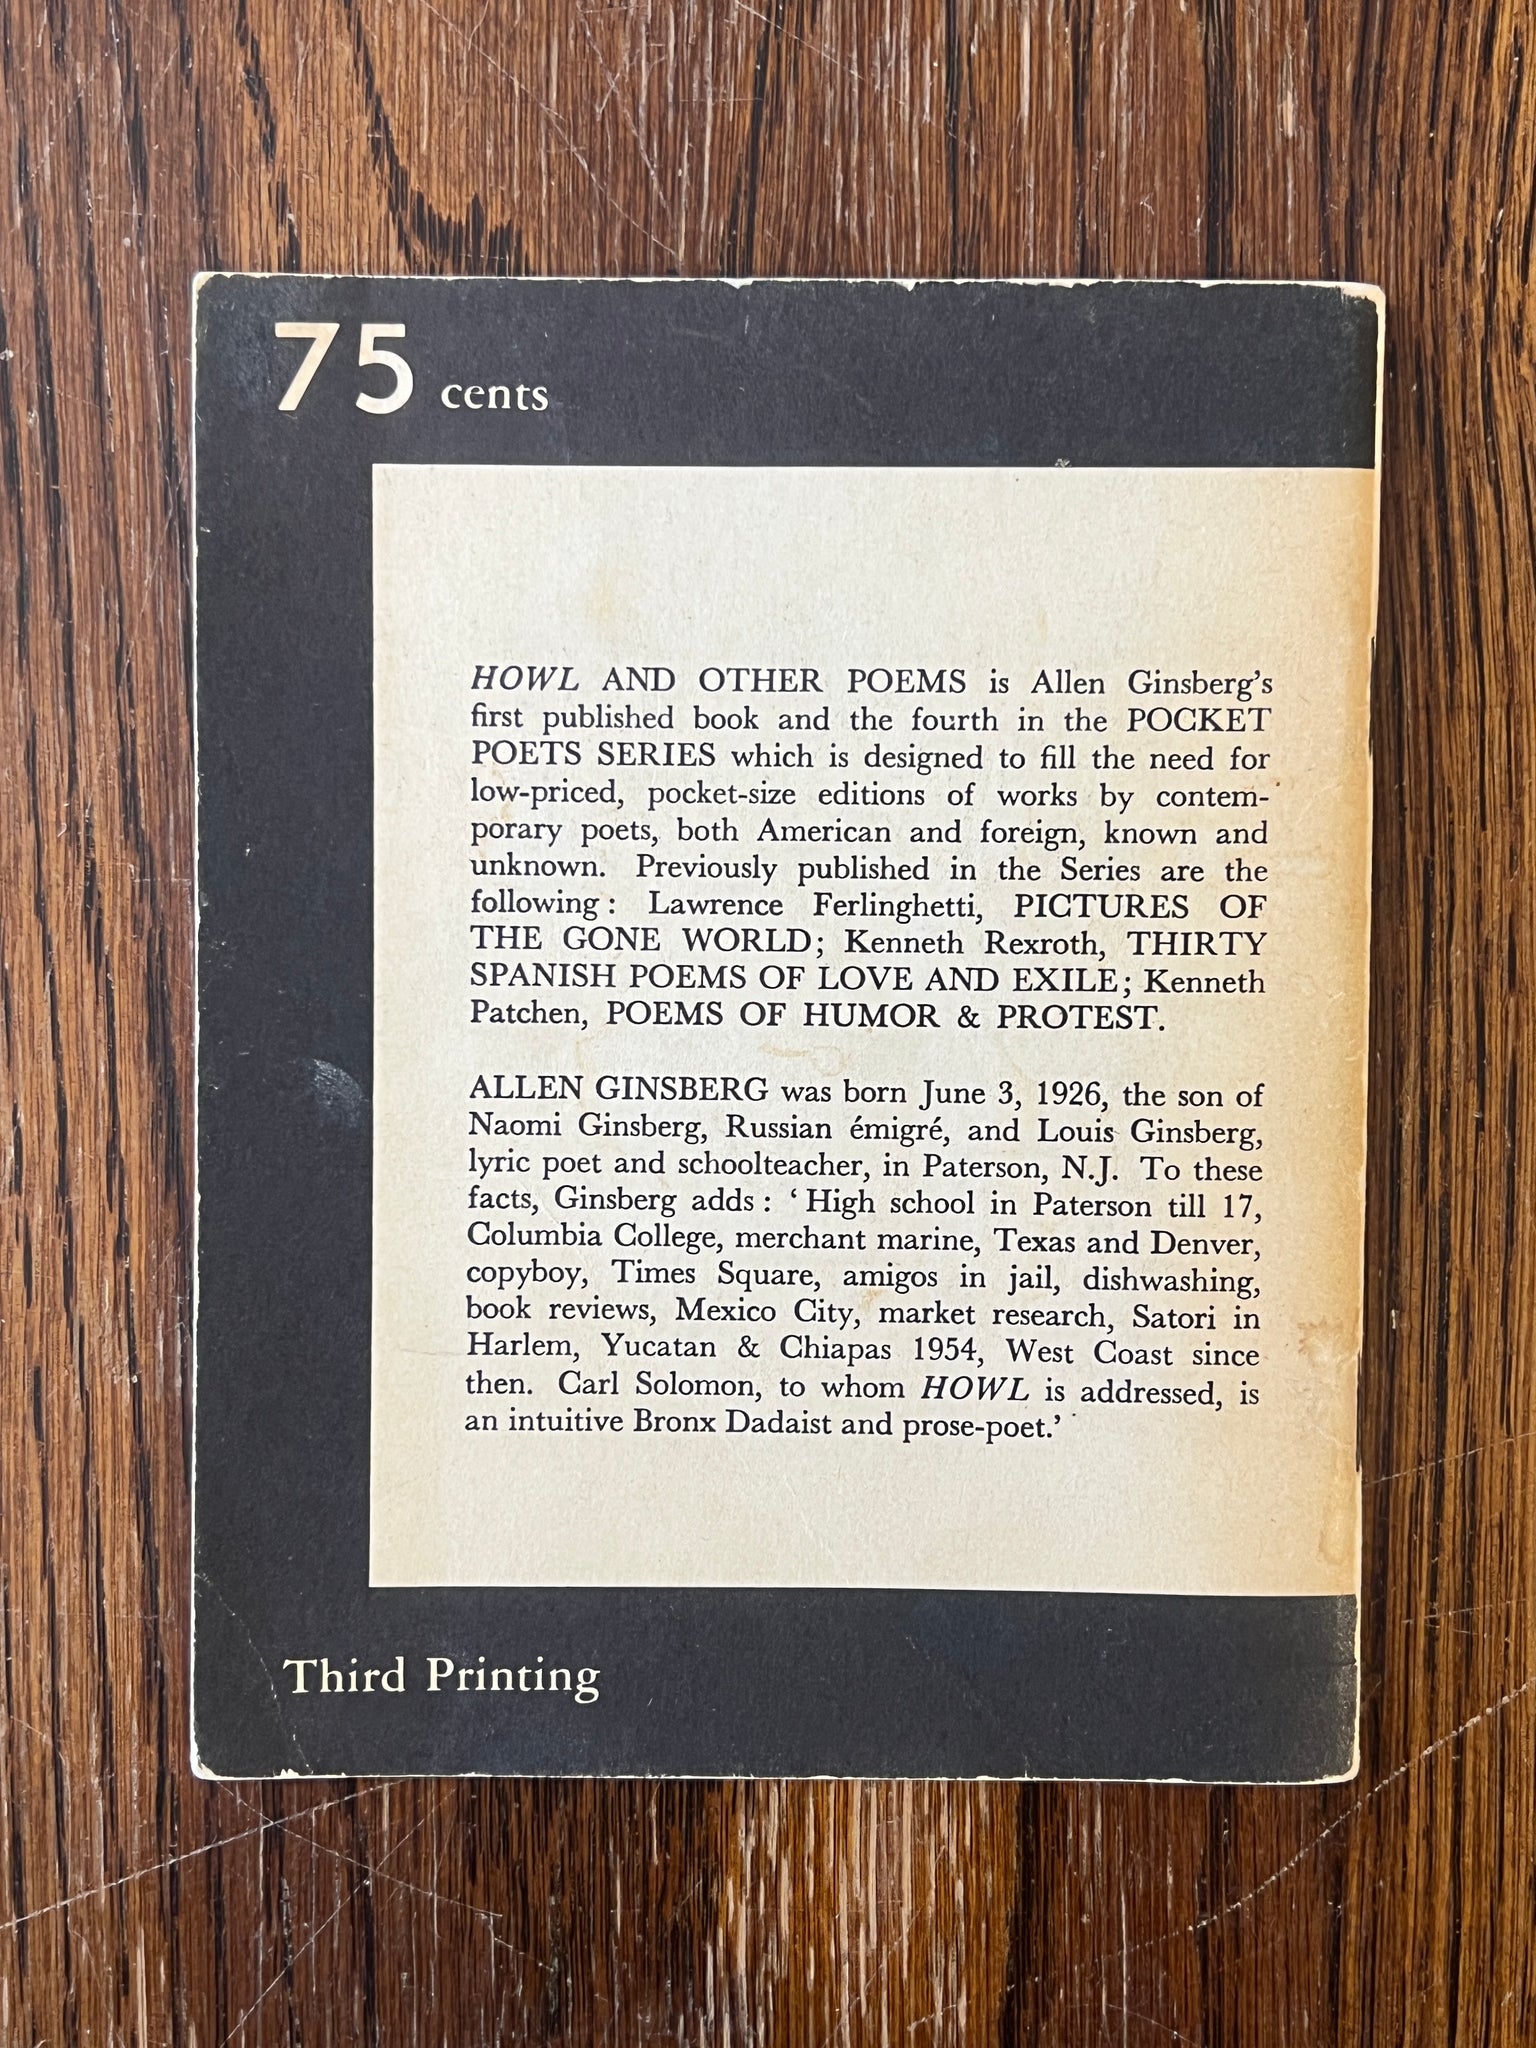 75 cents
HOWL AND OTHER POEMS is Allen Ginsberg's
first published book and the fourth in the POCKET
POETS SERIES which is designed to fill the need for
low-priced, pocket-size editions of works by contem-
porary poets, both American and foreign, known and
unknown. Previously published in the Series are the
following : Lawrence Ferlinghetti, PICTURES OF
THE GONE WORLD; Kenneth Rexroth, THIRTY
SPANISH POEMS OF LOVE AND EXILE; Kenneth
Patchen, POEMS OF HUMOR & PROTEST.
ALLEN GINSBERG was born June 3, 1926, the son of
Naomi Ginsberg, Russian émigré, and Louis Ginsberg,
lyric poet and schoolteacher, in Paterson, N.J. To these
facts, Ginsberg adds : ‘ High school in Paterson till 17,
Columbia College, merchant marine, Texas and Denver,
copyboy, Times Square, amigos in jail, dishwashing,
book reviews, Mexico City, market research, Satori in
Harlem, Yucatan & Chiapas 1954, West Coast since
then. Carl Solomon, to whom HOWL is addressed, is
an intuitive Bronx Dadaist and prose-poet.’
Third Printing